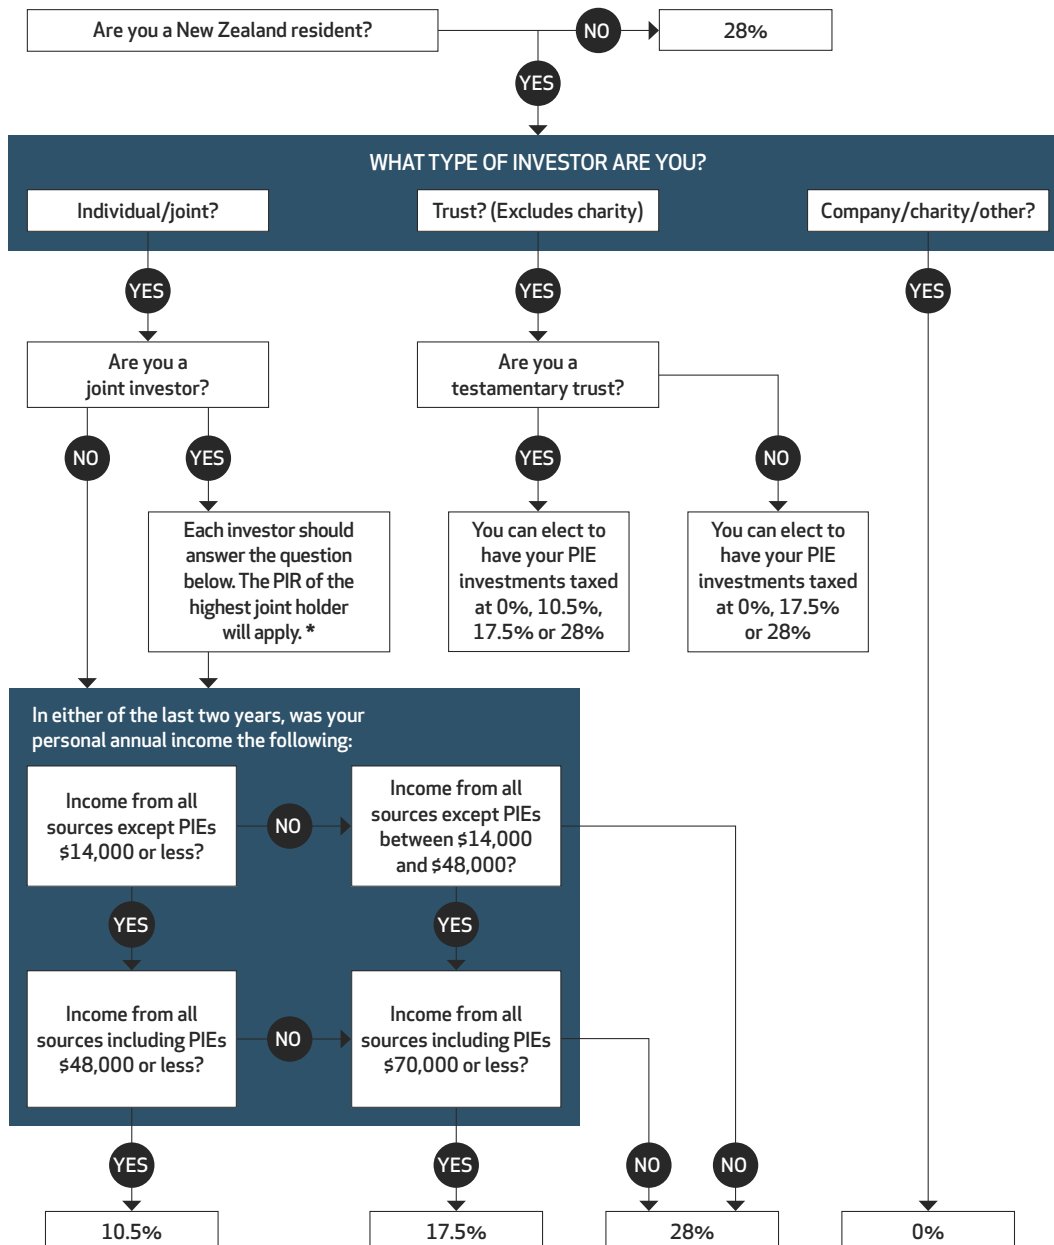 Are you a New Zealand resident?
NO
28%
YES
WHAT TYPE OF INVESTOR ARE YOU?
Individual/joint?
Trust? (Excludes charity)
Company/charity/other?
YES
YES
YES
Are you a
joint investor?
Are you a
testamentary trust?
NO
YES
YES
NO
Each investor should
answer the question
below. The PIR of the
highest joint holder
will apply. *
You can elect to
have your PIE
investments taxed
at 0%, 10.5%,
17.5% or 28%
You can elect to
have your PIE
investments taxed
at 0%, 17.5%
or 28%
In either of the last two years, was your
personal annual income the following:
Income from all
sources except PIEs
$14,000 or less?
NO
Income from all
sources except PIEs
between $14,000
and $48,000?
YES
YES
Income from all
sources including PIEs
$48,000 or less?
NO
Income from all
sources including PIEs
$70,000 or less?
YES
YES
NO
NO
10.5%
17.5%
28%
0%